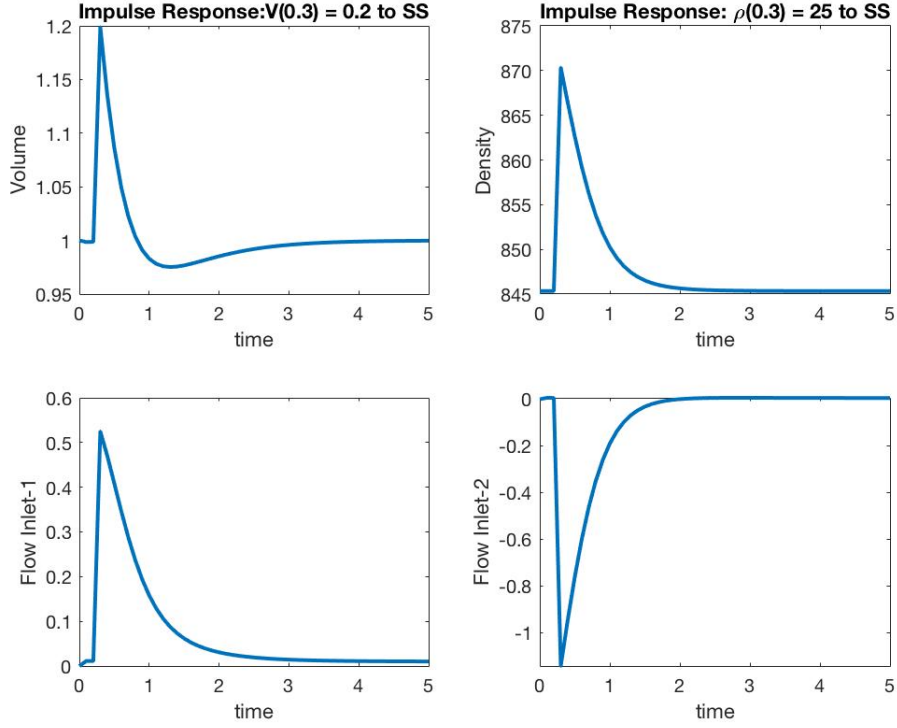 Impulse Response:V(0.3) = 0.2 to SS
1.2
1.15
1.1
1.05
1
0.95
Volume
0 1 2 3 4 5
time
Impulse Response: ρ(0.3) = 25 to SS
875
870
865
860
855
850
845
Density
0 1 2 3 4 5
time
0.6
0.5
0.4
0.3
0.2
0.1
0
Flow Inlet-1
0 1 2 3 4 5
time
0
-0.2
-0.4
-0.6
-0.8
-1
Flow Inlet-2
0 1 2 3 4 5
time